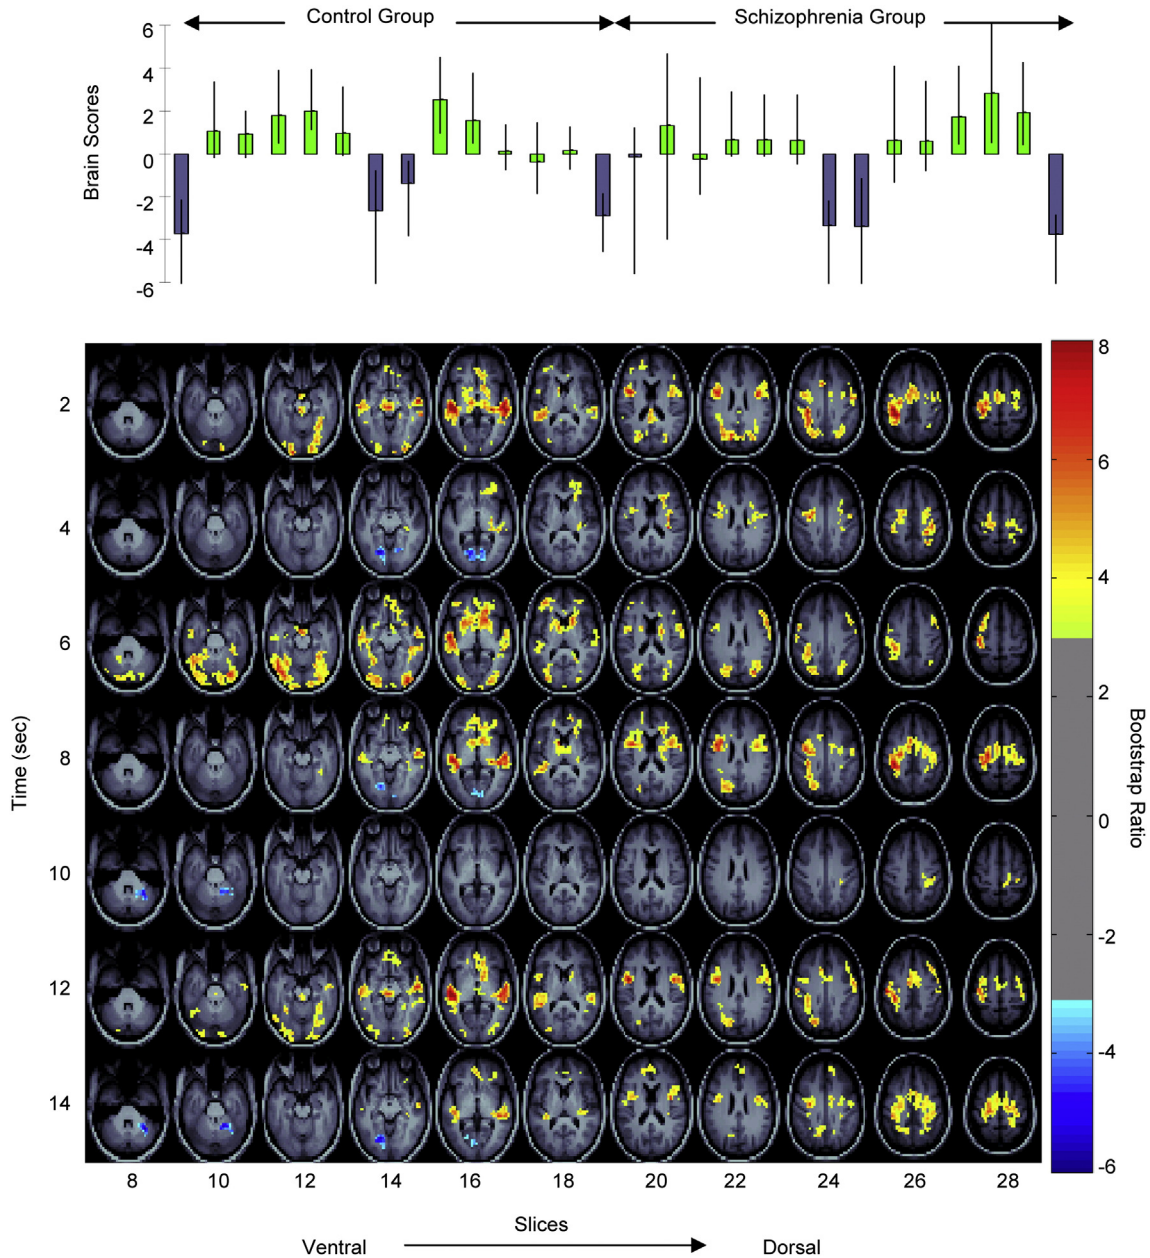 Control Group
Schizophrenia Group
6
4
2
0
-2
-4
-6
Brain Scores
2
4
6
8
10
12
14
Time (sec)
8
6
4
2
0
-2
-4
-6
Bootstrap Ratio
8 10 12 14 16 18 20 22 24 26 28
Slices
Ventral Dorsal